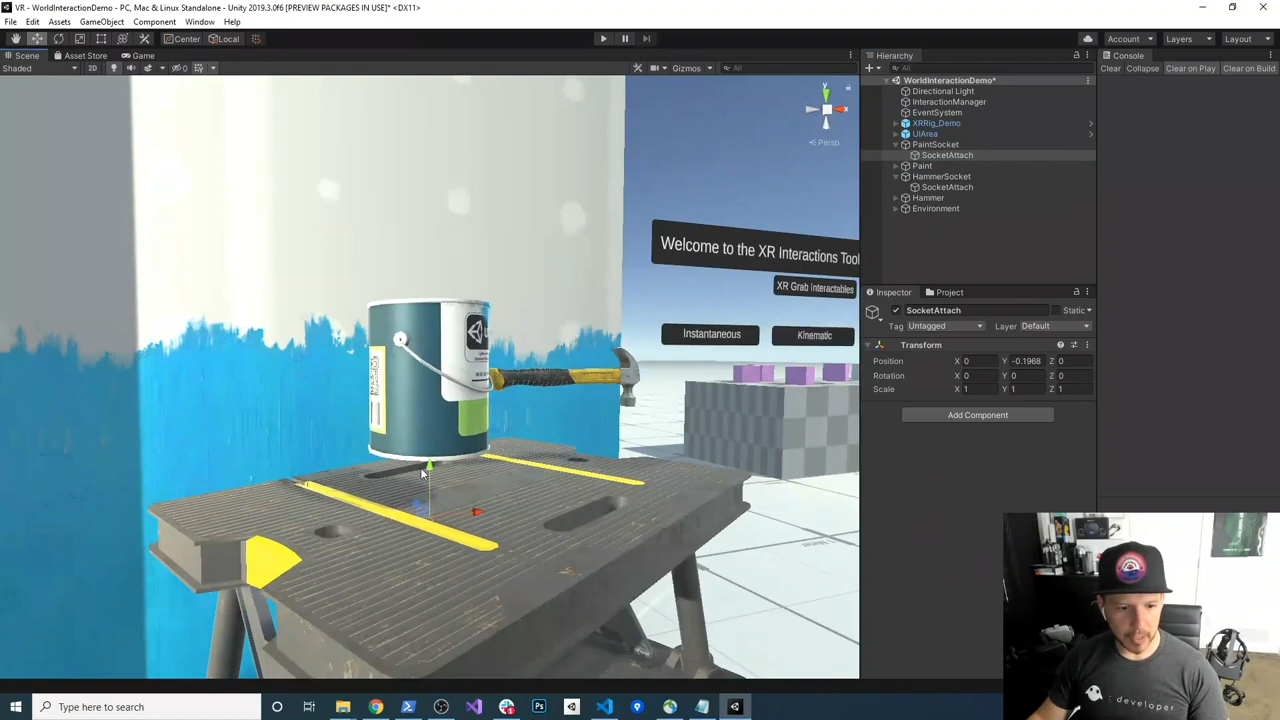 VR - WorldInteractionDemo - PC, Mac & Linux Standalone - Unity 2019.3.0f6 [PREVIEW PACKAGES IN USE]* <DX11>
File Edit Assets GameObject Component Window Help
Center Local
Account Layers Layout
Scene Asset Store Game
Shaded 2D 0 Gizmos All
y
x
Persp
Welcome to the XR Interactions Tool
XR Grab Interactables
Instantaneous
Kinematic
Hierarchy
All
WorldInteractionDemo*
Directional Light
InteractionManager
EventSystem
XRRig_Demo
UIArea
PaintSocket
SocketAttach
Paint
HammerSocket
SocketAttach
Hammer
Environment
Console
Clear Collapse Clear on Play Clear on Build
Inspector Project
SocketAttach Static
Tag Untagged Layer Default
Transform
Position X 0 Y -0.1968 Z 0
Rotation X 0 Y 0 Z 0
Scale X 1 Y 1 Z 1
Add Component
: developer
Type here to search